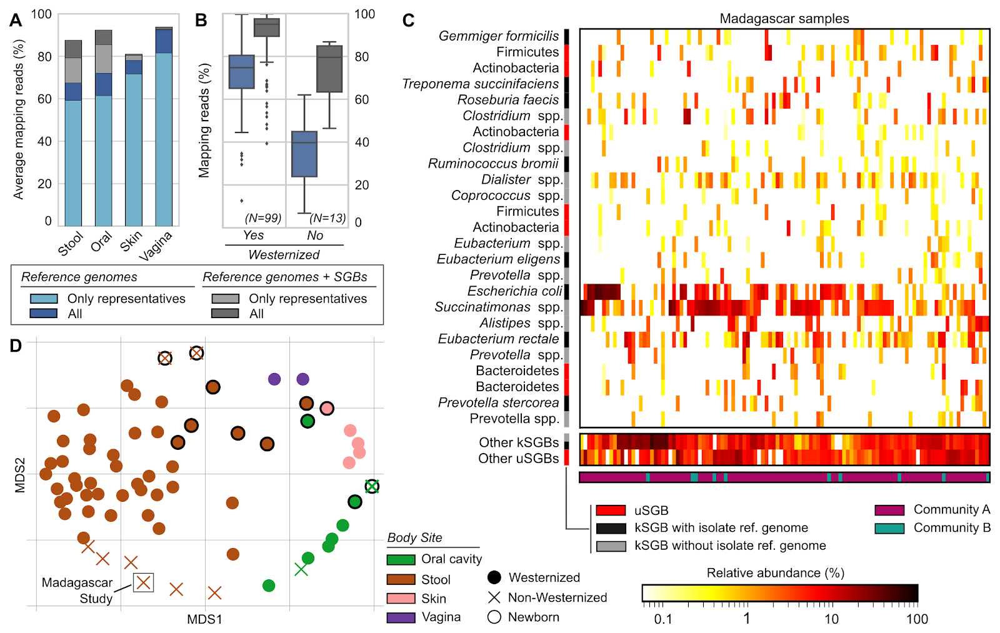 A
100
80
60
40
20
0
Average mapping reads (%)
Stool
Oral
Skin
Vagina
B
100
80
60
40
20
0
Mapping reads (%)
(N=99)
(N=13)
Yes
No
Westernized
Reference genomes
Only representatives
All
Reference genomes + SGBs
Only representatives
All
C
Madagascar samples
Gemmiger formicilis
Firmicutes
Actinobacteria
Treponema succinifaciens
Roseburia faecis
Clostridium spp.
Actinobacteria
Clostridium spp.
Ruminococcus bromii
Dialister spp.
Coprococcus spp.
Firmicutes
Actinobacteria
Eubacterium spp.
Eubacterium eligens
Prevotella spp.
Escherichia coli
Succinatimonas spp.
Alistipes spp.
Eubacterium rectale
Prevotella spp.
Bacteroidetes
Bacteroidetes
Prevotella stercorea
Prevotella spp.
Other kSGBs
Other uSGBs
uSGB
kSGB with isolate ref. genome
kSGB without isolate ref. genome
Community A
Community B
Relative abundance (%)
0.1
1
10
100
D
MDS2
MDS1
Madagascar
Study
Body Site
Oral cavity
Stool
Skin
Vagina
Westernized
Non-Westernized
Newborn